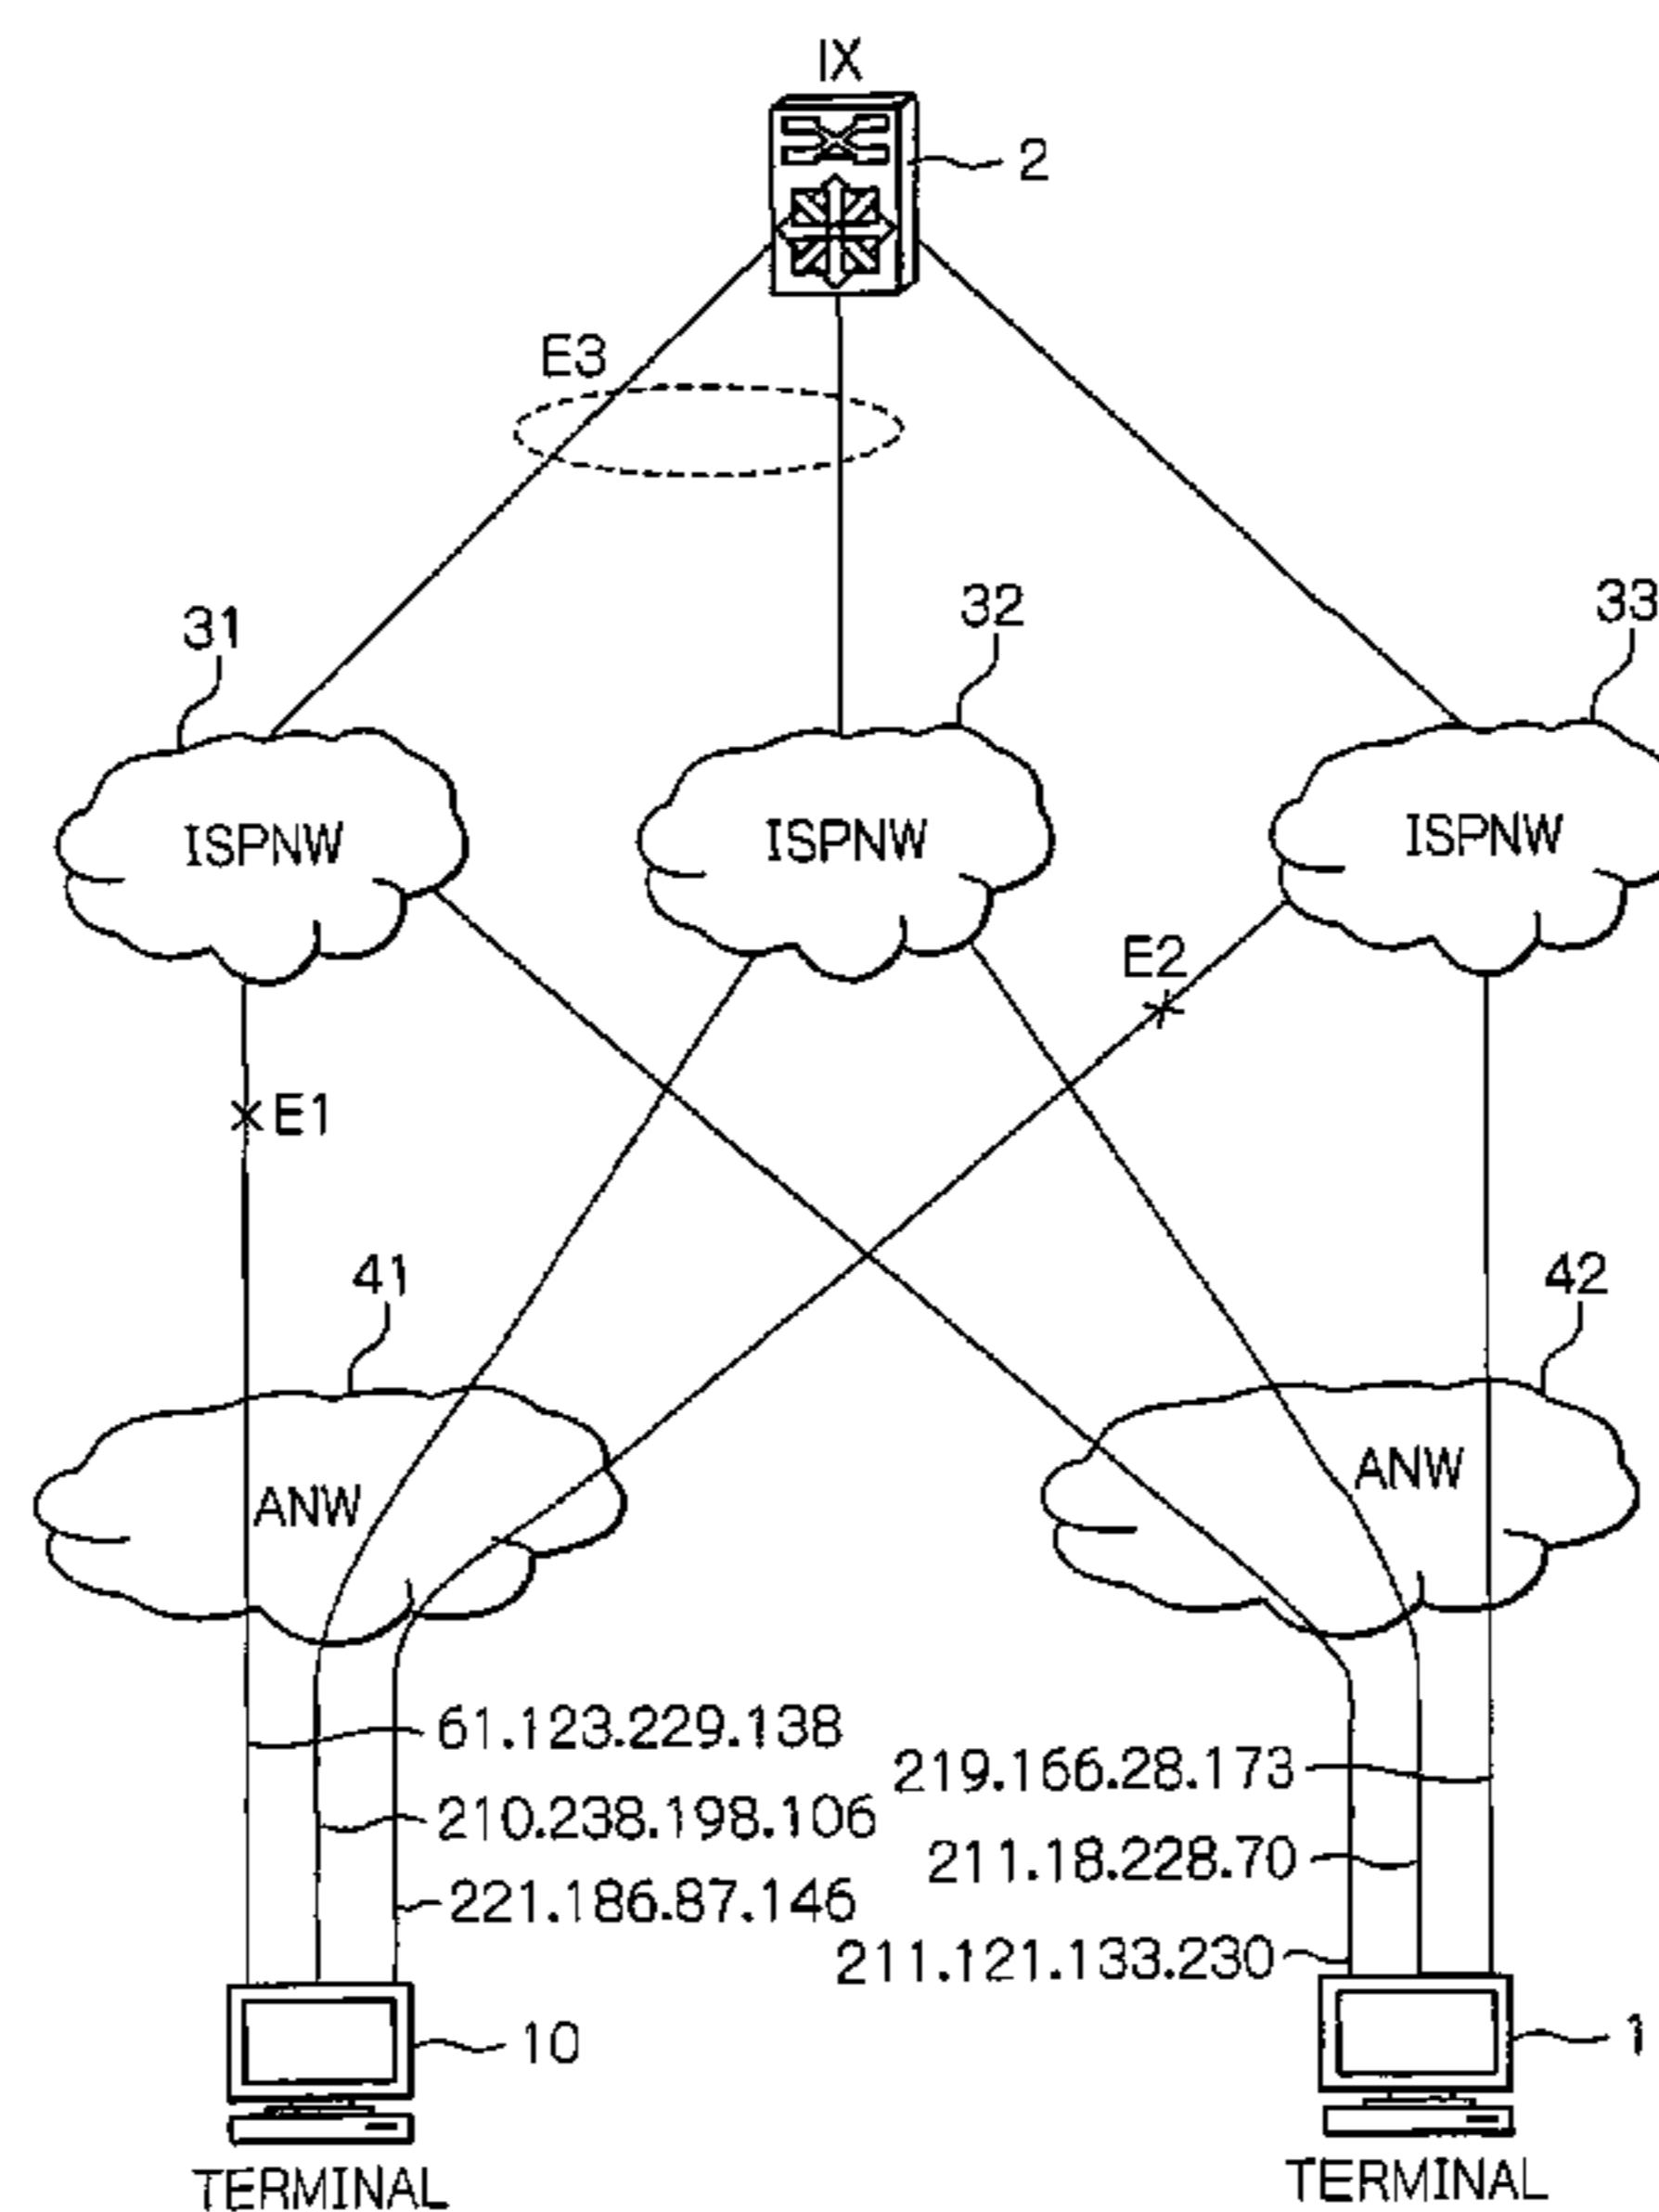 IX
2
E3
31
32
33
ISPNW
ISPNW
ISPNW
E2
E1
41
42
ANW
ANW
61.123.229.138
219.166.28.173
210.238.198.106
211.18.228.70
221.186.87.146
211.121.133.230
10
1
TERMINAL
TERMINAL